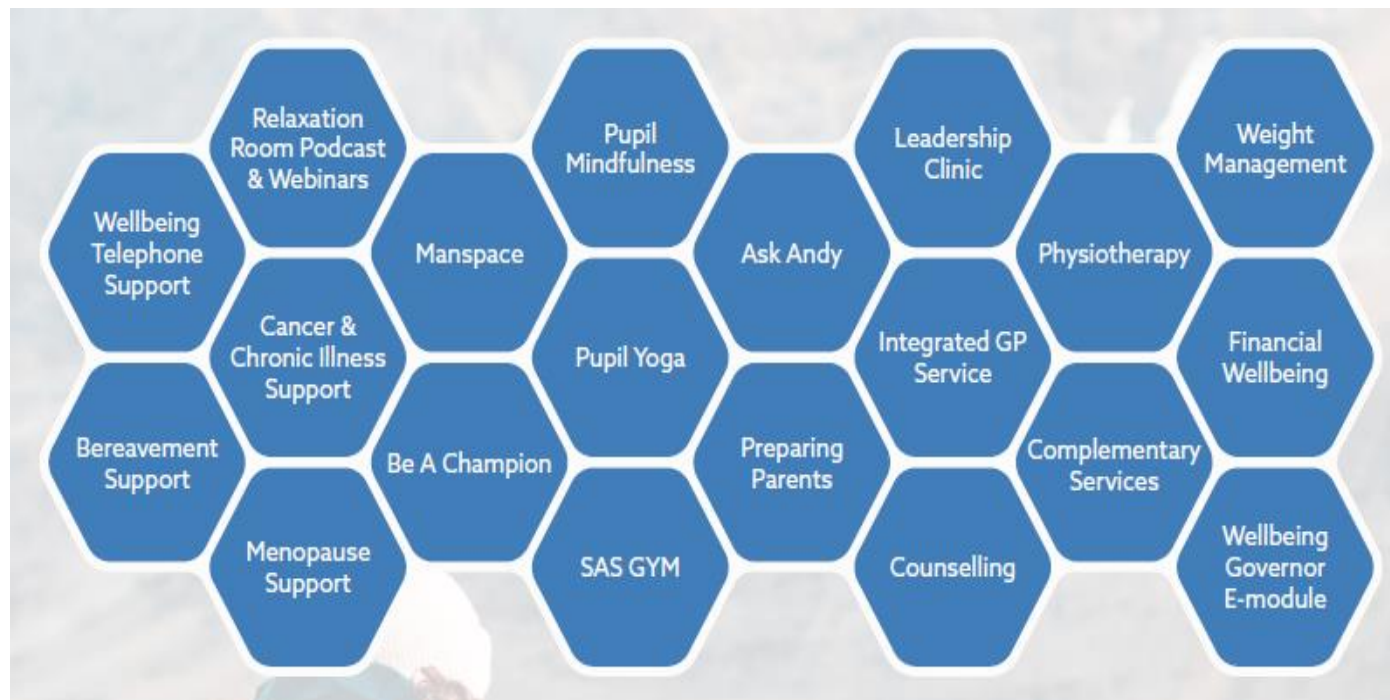 Relaxation
Room Podcast
& Webinars
Pupil
Mindfulness
Leadership
Clinic
Weight
Management
Wellbeing
Telephone
Support
Manspace
Ask Andy
Physiotherapy
Cancer &
Chronic Illness
Support
Pupil Yoga
Integrated GP
Service
Financial
Wellbeing
Bereavement
Support
Be A Champion
Preparing
Parents
Complementary
Services
Menopause
Support
SAS GYM
Counselling
Wellbeing
Governor
E-module